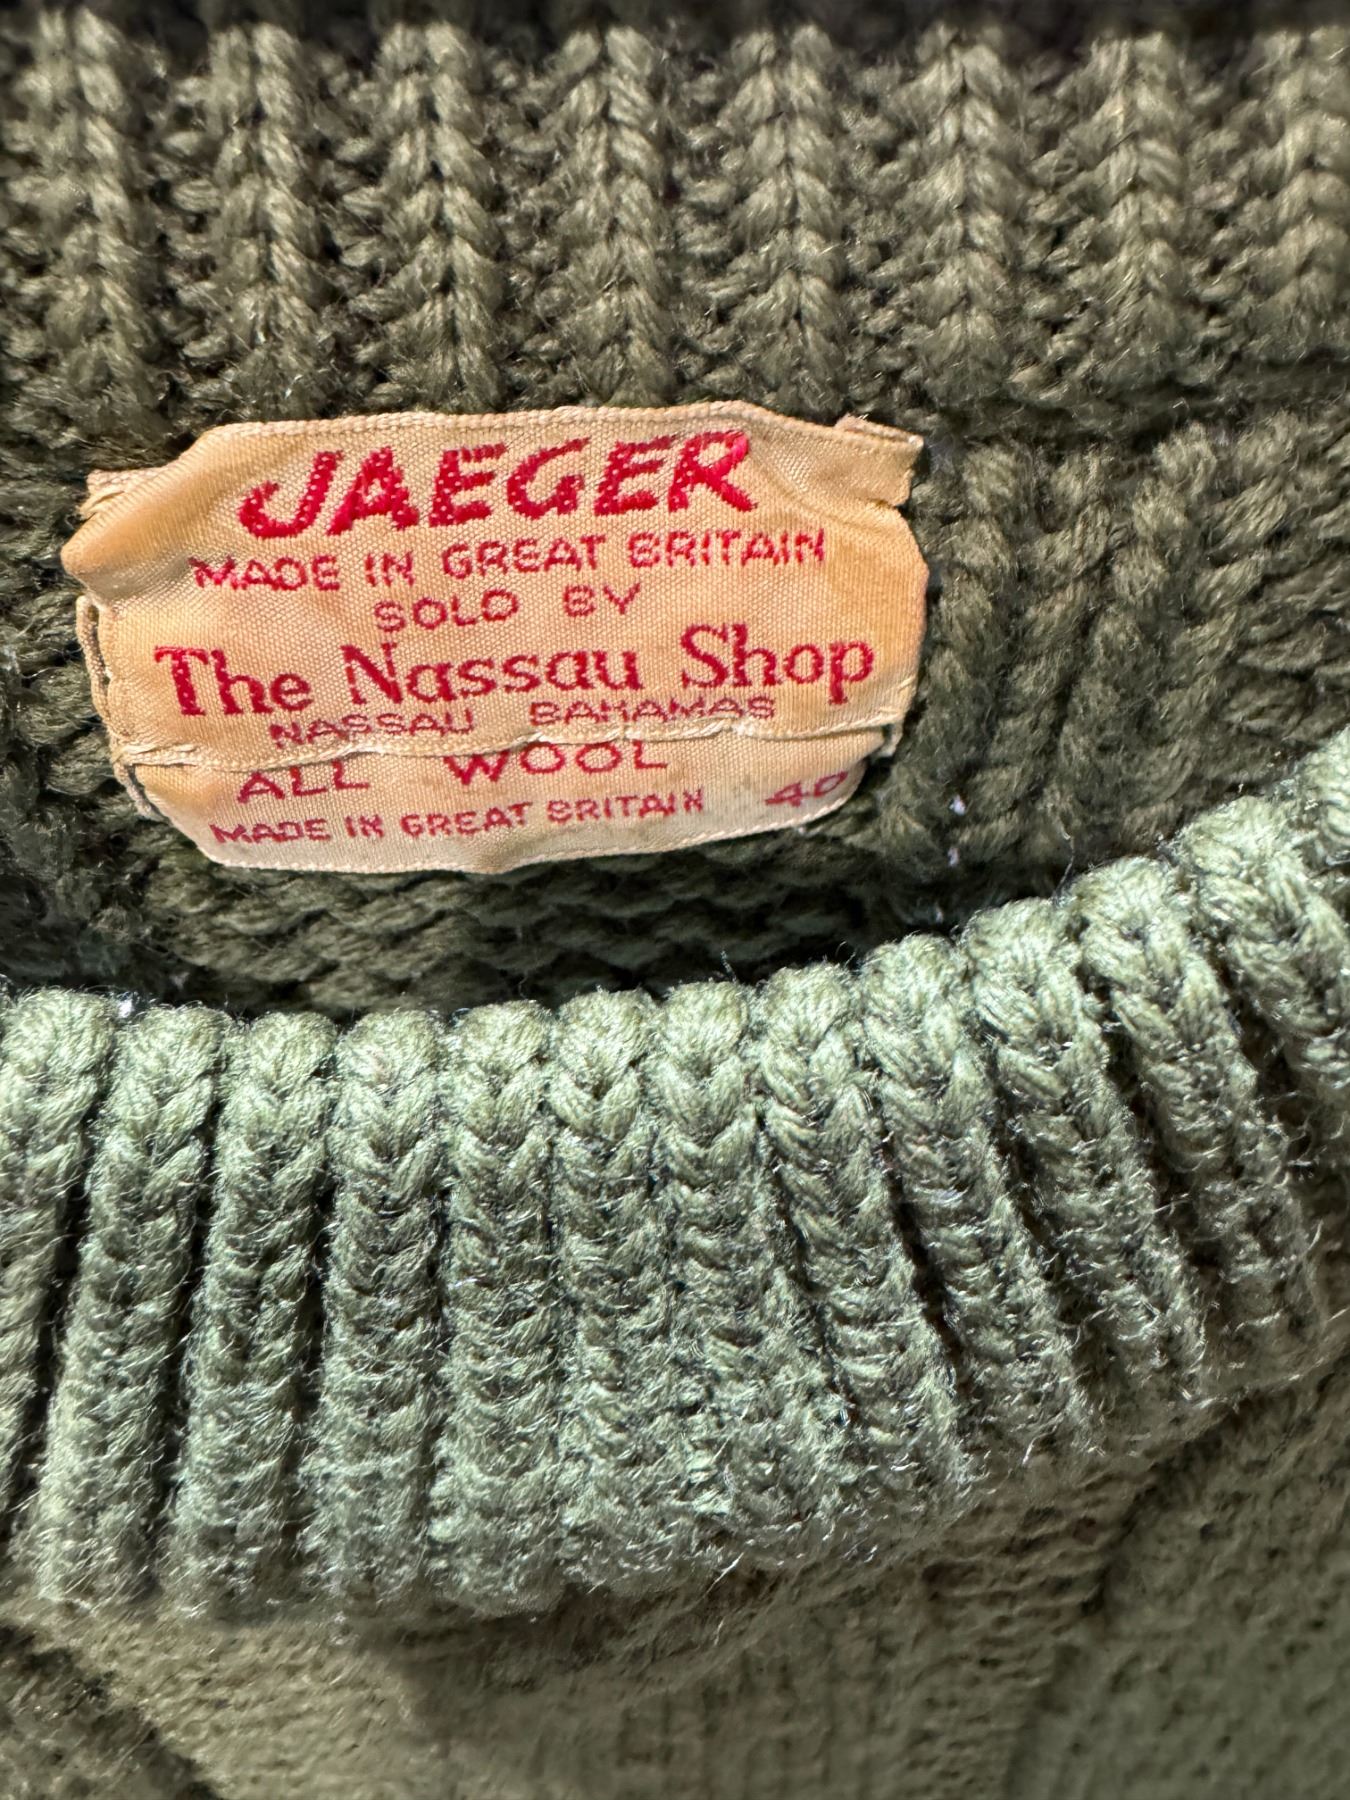 JAEGER
MADE IN GREAT BRITAIN
SOLD BY
The Nassau Shop
NASSAU BAHAMAS
ALL WOOL
MADE IN GREAT BRITAIN 40